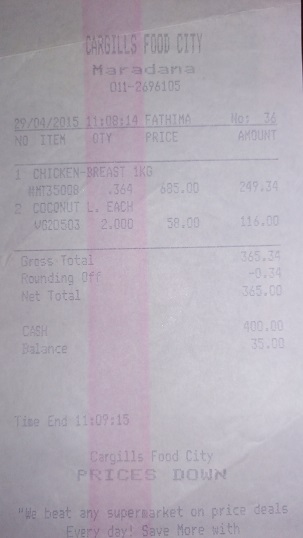 CARGILLS FOOD CITY
Maradana
011-2696105
29/04/2015 11:08:14 FATHIMA No: 36
NO ITEM QTY PRICE AMOUNT
1 CHICKEN-BREAST 1KG
#MT35008 .364 685.00 249.34
2 COCONUT L. EACH
VG20503 2.000 58.00 116.00
Gross Total 365.34
Rounding Off -0.34
Net Total 365.00
CASH 400.00
Balance 35.00
Time End 11:09:15
Cargills Food City
PRICES DOWN
"We beat any supermarket on price deals
Every day! Save More with